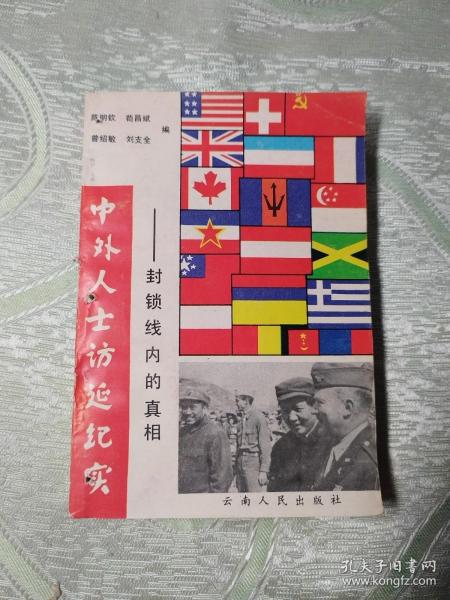 陈明钦 荀昌斌
曾绍敏 刘支全
编
中外人士访延纪实
——封锁线内的真相
云南人民出版社
孔夫子旧书网
www.kongfz.com